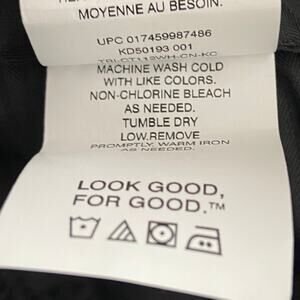 MOYENNE AU BESOIN.
UPC 017459987486
KD50193 001
MACHINE WASH COLD
WITH LIKE COLORS.
NON-CHLORINE BLEACH
AS NEEDED.
TUMBLE DRY
LOW.REMOVE
PROMPTLY. WARM IRON
AS NEEDED.
LOOK GOOD,
FOR GOOD.™